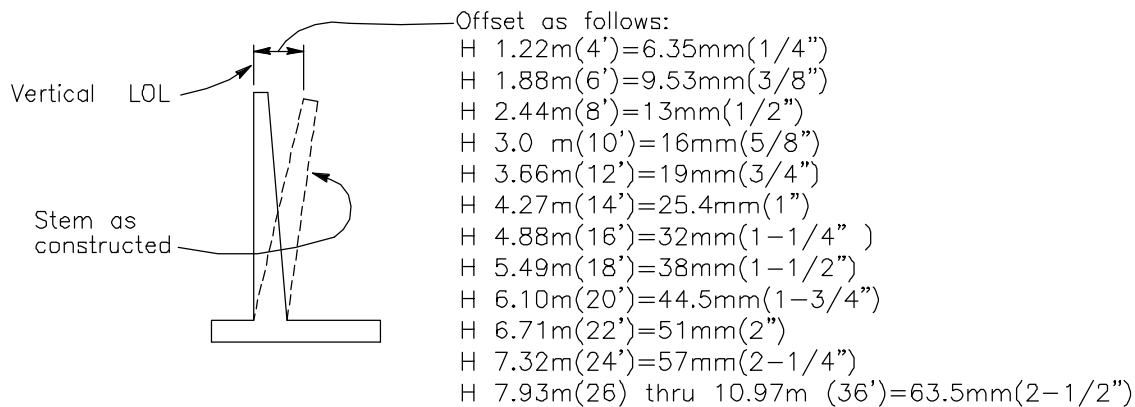 Offset as follows:
H 1.22m(4')=6.35mm(1/4")
H 1.88m(6')=9.53mm(3/8")
Vertical LOL
H 2.44m(8')=13mm(1/2")
H 3.0 m(10')=16mm(5/8")
H 3.66m(12')=19mm(3/4")
H 4.27m(14')=25.4mm(1")
Stem as
constructed
H 4.88m(16')=32mm(1-1/4" )
H 5.49m(18')=38mm(1-1/2")
H 6.10m(20')=44.5mm(1-3/4")
H 6.71m(22')=51mm(2")
H 7.32m(24')=57mm(2-1/4")
H 7.93m(26) thru 10.97m (36')=63.5mm(2-1/2")